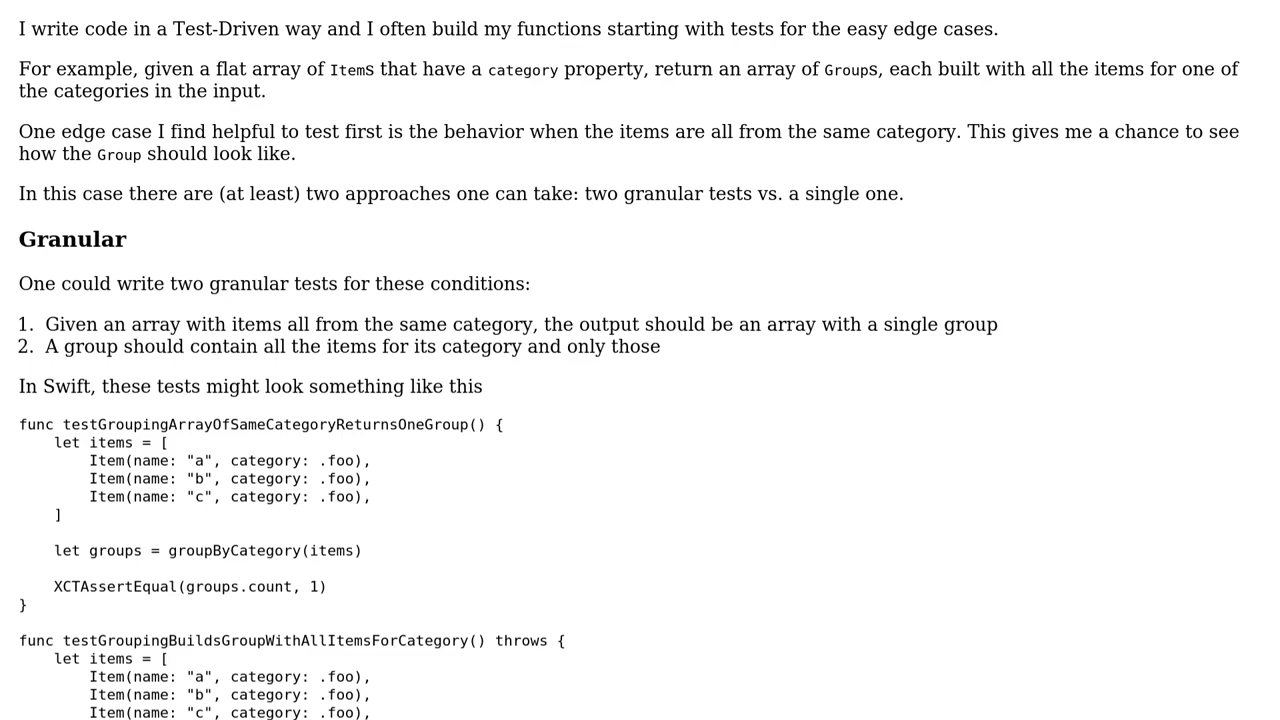 I write code in a Test-Driven way and I often build my functions starting with tests for the easy edge cases.
For example, given a flat array of Items that have a category property, return an array of Groups, each built with all the items for one of
the categories in the input.
One edge case I find helpful to test first is the behavior when the items are all from the same category. This gives me a chance to see
how the Group should look like.
In this case there are (at least) two approaches one can take: two granular tests vs. a single one.
Granular
One could write two granular tests for these conditions:
1. Given an array with items all from the same category, the output should be an array with a single group
2. A group should contain all the items for its category and only those
In Swift, these tests might look something like this
func testGroupingArrayOfSameCategoryReturnsOneGroup() {
    let items = [
        Item(name: "a", category: .foo),
        Item(name: "b", category: .foo),
        Item(name: "c", category: .foo),
    ]
    let groups = groupByCategory(items)
    XCTAssertEqual(groups.count, 1)
}
func testGroupingBuildsGroupWithAllItemsForCategory() throws {
    let items = [
        Item(name: "a", category: .foo),
        Item(name: "b", category: .foo),
        Item(name: "c", category: .foo),